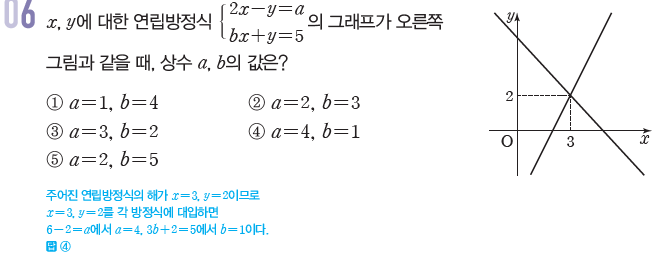 06 x, y에 대한 연립방정식 { 2x-y=a
bx+y=5 의 그래프가 오른쪽
그림과 같을 때, 상수 a, b의 값은?
① a=1, b=4 ② a=2, b=3
③ a=3, b=2 ④ a=4, b=1
⑤ a=2, b=5
y
2
O 3 x
주어진 연립방정식의 해가 x=3, y=2이므로
x=3, y=2를 각 방정식에 대입하면
6-2=a에서 a=4, 3b+2=5에서 b=1이다.
답 ④